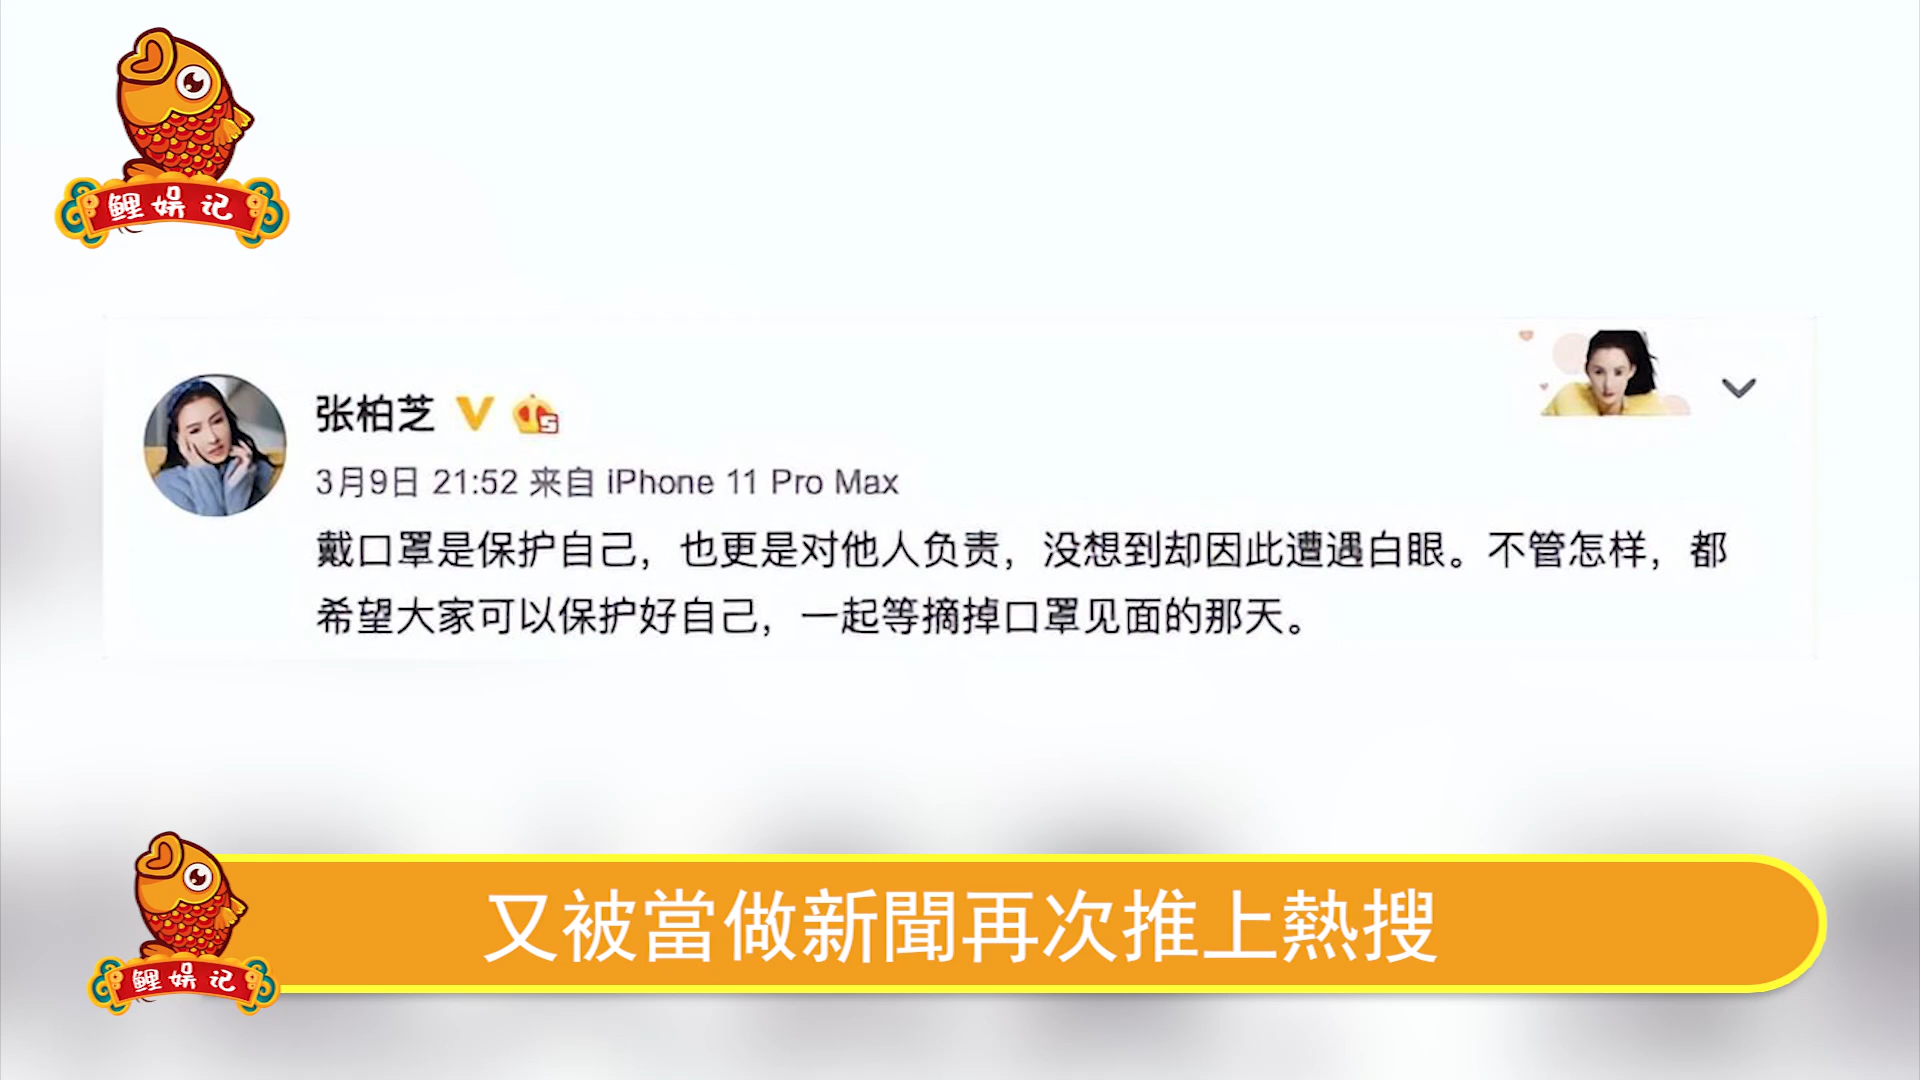 鲤娱记
张柏芝
3月9日 21:52 来自 iPhone 11 Pro Max
戴口罩是保护自己，也更是对他人负责，没想到却因此遭遇白眼。不管怎样，都
希望大家可以保护好自己，一起等摘掉口罩见面的那天。
又被當做新聞再次推上熱搜
鲤娱记